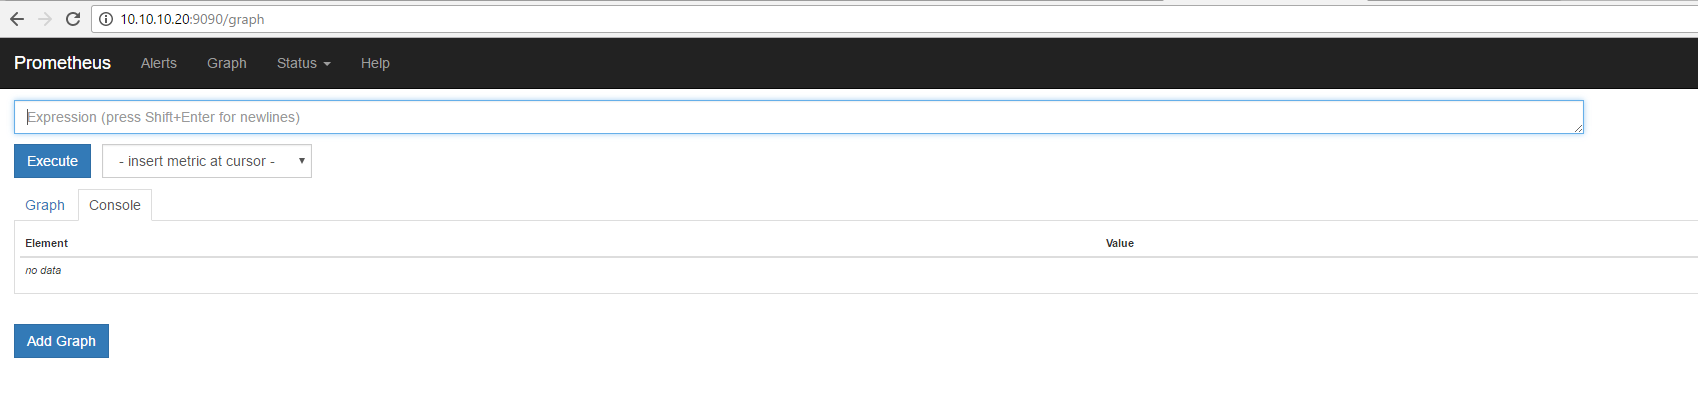 10.10.10.20:9090/graph
Prometheus Alerts Graph Status Help
Expression (press Shift+Enter for newlines)
Execute - insert metric at cursor -
Graph Console
Element Value
no data
Add Graph